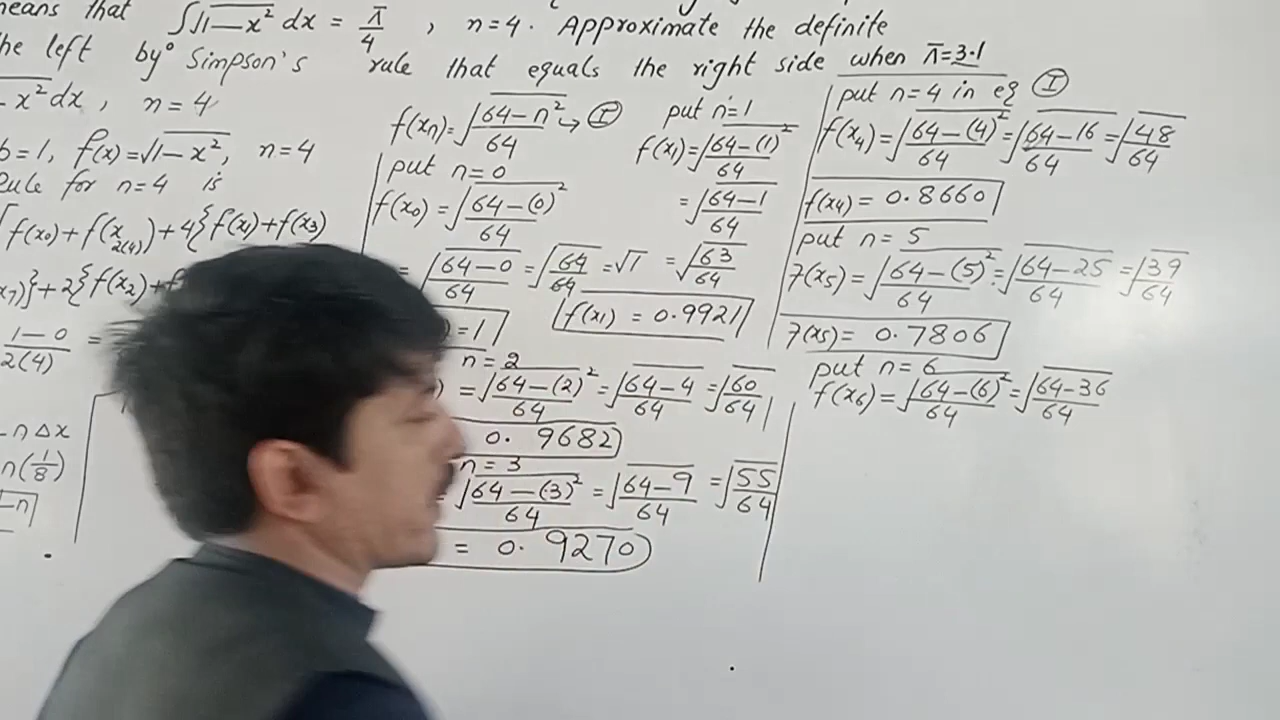 means that ∫√1-x² dx = π/4 , n=4. Approximate the definite
the left by Simpson's rule that equals the right side when π=3.1
x² dx, n=4
b=1, f(x)=√1-x², n=4
Rule for n=4 is
[f(x₀)+f(x₂₍₄₎)+4{f(x₁)+f(x₃)
x₇)}+2{f(x₂)+f
1-0/2(4) =
-nΔx
n(1/8)
-n
f(xₙ)=√64-n²/64 → Ⓘ
put n=0
f(x₀)=√64-(0)²/64
= √64-0/64 = √64/64 = √1
)=1
n=2
) = √64-(2)²/64 = √64-4/64 = √60/64
0.9682
n=3
= √64-(3)²/64 = √64-9/64 = √55/64
= 0.9270
put n=1
f(x₁)=√64-(1)²/64
= √64-1/64
= √63/64
f(x₁) = 0.9921
put n=4 in eq Ⓘ
f(x₄)=√64-(4)²/64 = √64-16/64 = √48/64
f(x₄) = 0.8660
put n=5
f(x₅)=√64-(5)²/64 = √64-25/64 = √39/64
f(x₅) = 0.7806
put n=6
f(x₆)=√64-(6)²/64 = √64-36/64